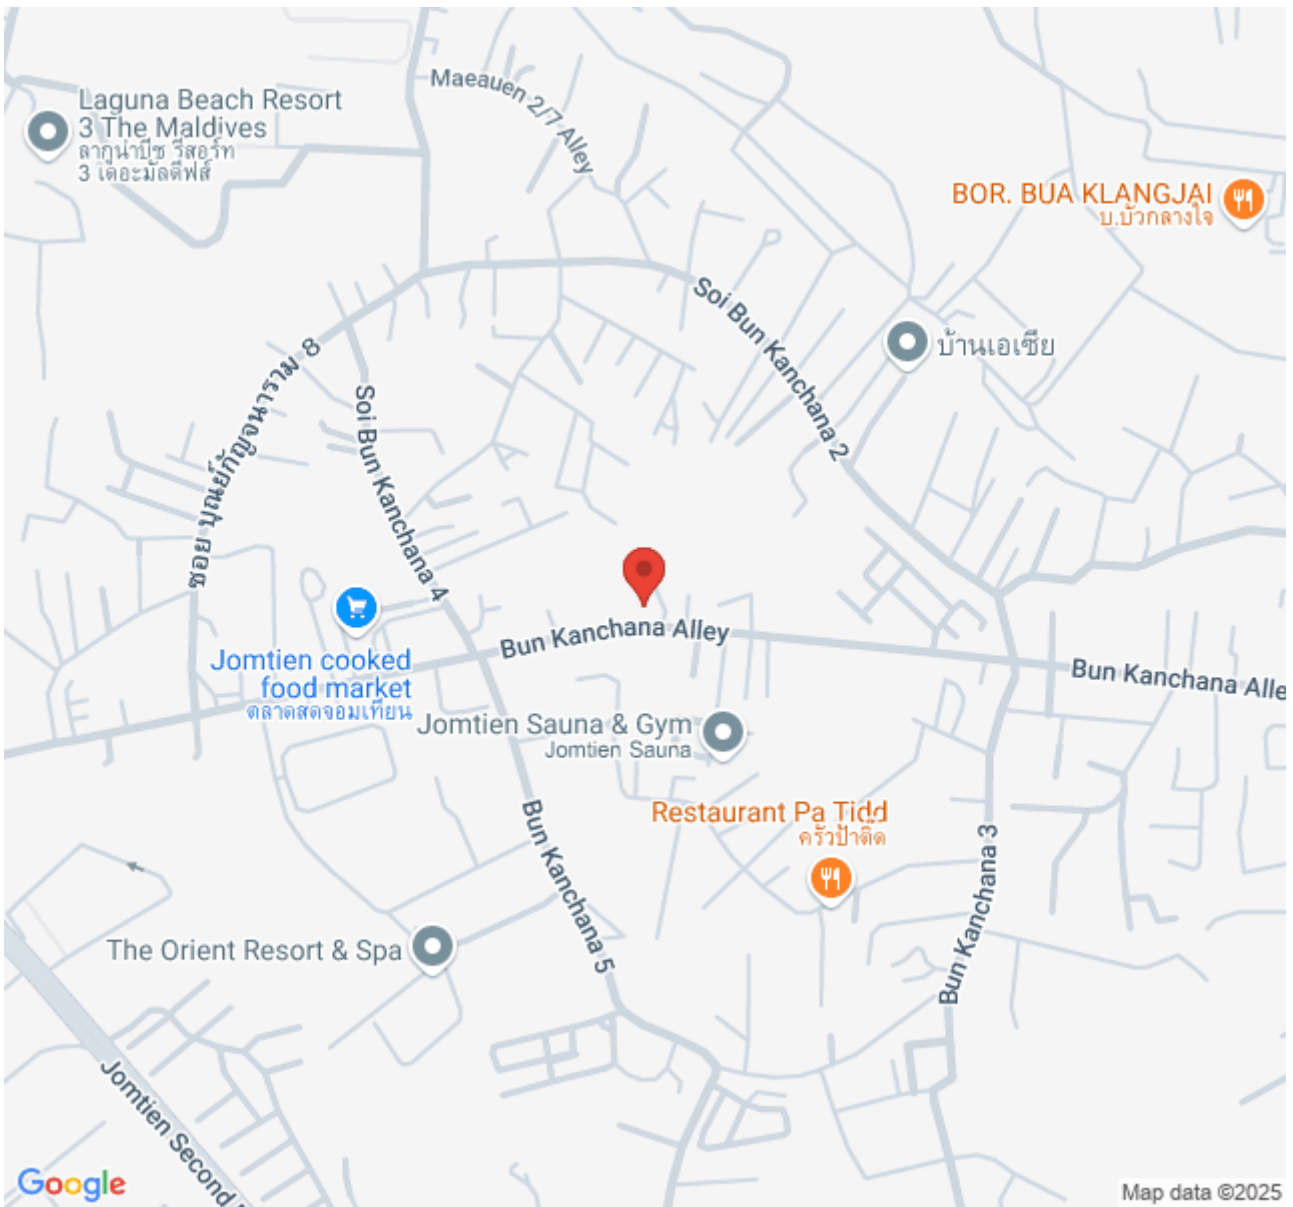 Maeauen 2/7 Alley
Laguna Beach Resort
3 The Maldives
ลากูน่าบีช รีสอร์ท
3 เดอะมัลดีฟส์
BOR. BUA KLANGJAI
บ.บัวกลางใจ
Soi Bun Kanchana 2
บ้านเอเซีย
ซอย บุณย์กัญจนาราม 8
Soi Bun Kanchana 4
Bun Kanchana Alley
Jomtien cooked
food market
ตลาดสดจอมเทียน
Bun Kanchana Alle
Jomtien Sauna & Gym
Jomtien Sauna
Restaurant Pa Tidd
ครัวป้าติ๊ด
Bun Kanchana 5
Bun Kanchana 3
The Orient Resort & Spa
Jomtien Second
Google
Map data ©2025